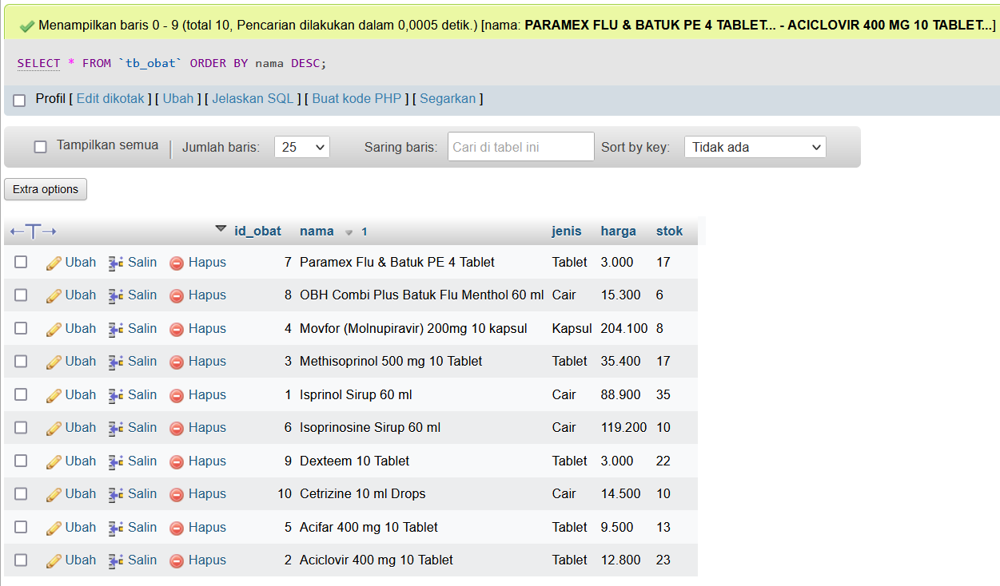 Menampilkan baris 0 - 9 (total 10, Pencarian dilakukan dalam 0,0005 detik.) [nama: PARAMEX FLU & BATUK PE 4 TABLET... - ACICLOVIR 400 MG 10 TABLET...]
SELECT * FROM `tb_obat` ORDER BY nama DESC;
Profil [ Edit dikotak ] [ Ubah ] [ Jelaskan SQL ] [ Buat kode PHP ] [ Segarkan ]
Tampilkan semua | Jumlah baris: 25 Saring baris: Cari di tabel ini Sort by key: Tidak ada
Extra options
←T→ id_obat nama 1 jenis harga stok
Ubah Salin Hapus 7 Paramex Flu & Batuk PE 4 Tablet Tablet 3.000 17
Ubah Salin Hapus 8 OBH Combi Plus Batuk Flu Menthol 60 ml Cair 15.300 6
Ubah Salin Hapus 4 Movfor (Molnupiravir) 200mg 10 kapsul Kapsul 204.100 8
Ubah Salin Hapus 3 Methisoprinol 500 mg 10 Tablet Tablet 35.400 17
Ubah Salin Hapus 1 Isprinol Sirup 60 ml Cair 88.900 35
Ubah Salin Hapus 6 Isoprinosine Sirup 60 ml Cair 119.200 10
Ubah Salin Hapus 9 Dexteem 10 Tablet Tablet 3.000 22
Ubah Salin Hapus 10 Cetrizine 10 ml Drops Cair 14.500 10
Ubah Salin Hapus 5 Acifar 400 mg 10 Tablet Tablet 9.500 13
Ubah Salin Hapus 2 Aciclovir 400 mg 10 Tablet Tablet 12.800 23